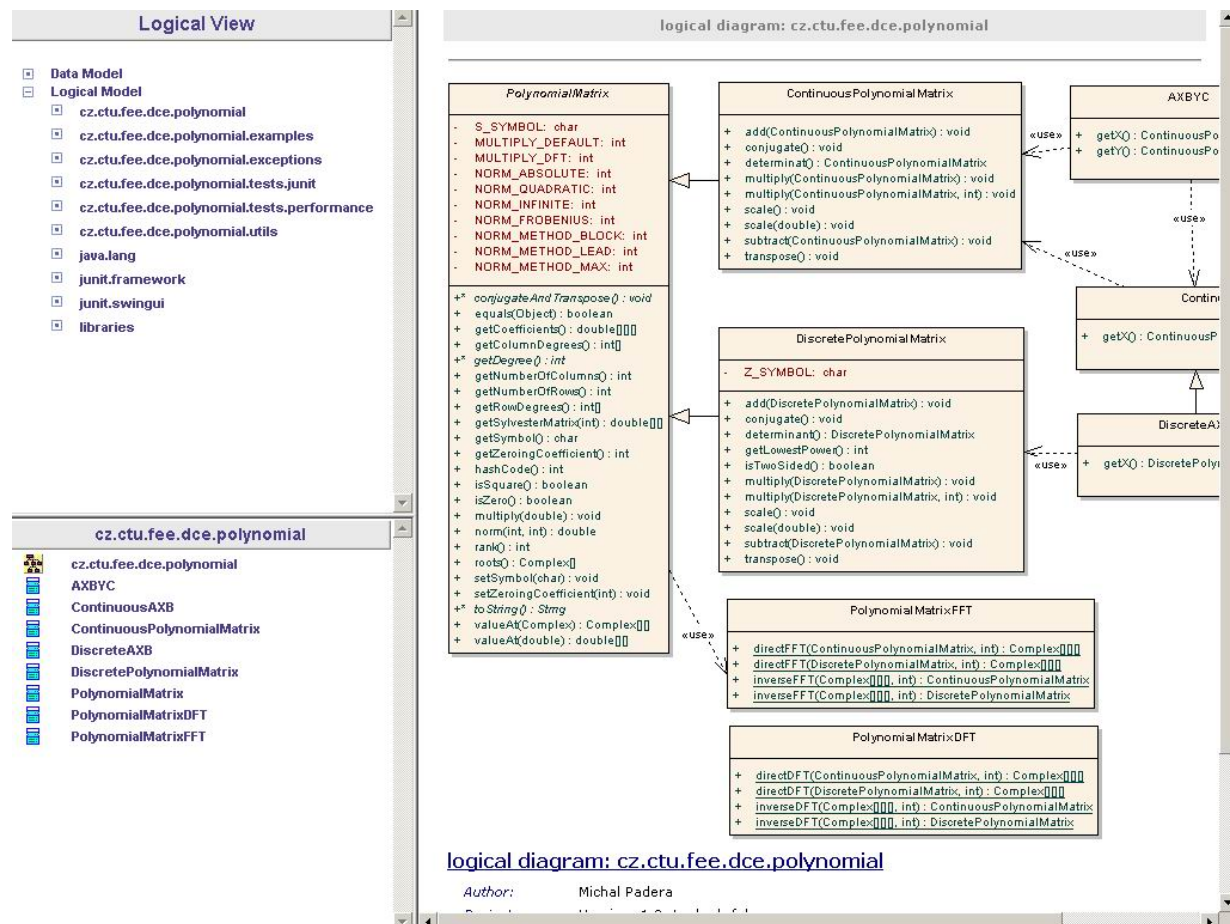 Logical View
Data Model
Logical Model
cz.ctu.fee.dce.polynomial
cz.ctu.fee.dce.polynomial.examples
cz.ctu.fee.dce.polynomial.exceptions
cz.ctu.fee.dce.polynomial.tests.junit
cz.ctu.fee.dce.polynomial.tests.performance
cz.ctu.fee.dce.polynomial.utils
java.lang
junit.framework
junit.swingui
libraries
cz.ctu.fee.dce.polynomial
cz.ctu.fee.dce.polynomial
AXBYC
ContinuousAXB
ContinuousPolynomialMatrix
DiscreteAXB
DiscretePolynomialMatrix
PolynomialMatrix
PolynomialMatrixDFT
PolynomialMatrixFFT
logical diagram: cz.ctu.fee.dce.polynomial
PolynomialMatrix
- S_SYMBOL: char
- MULTIPLY_DEFAULT: int
- MULTIPLY_DFT: int
- NORM_ABSOLUTE: int
- NORM_QUADRATIC: int
- NORM_INFINITE: int
- NORM_FROBENIUS: int
- NORM_METHOD_BLOCK: int
- NORM_METHOD_LEAD: int
- NORM_METHOD_MAX: int
+* conjugateAndTranspose() : void
+ equals(Object) : boolean
+ getCoefficients() : double[][][]
+ getColumnDegrees() : int[]
+* getDegree() : int
+ getNumberOfColumns() : int
+ getNumberOfRows() : int
+ getRowDegrees() : int[]
+ getSylvesterMatrix(int) : double[][]
+ getSymbol() : char
+ getZeroingCoefficient() : int
+ hashCode() : int
+ isSquare() : boolean
+ isZero() : boolean
+ multiply(double) : void
+ norm(int, int) : double
+ rank() : int
+ roots() : Complex[]
+ setSymbol(char) : void
+ setZeroingCoefficient(int) : void
+* toString() : String
+ valueAt(Complex) : Complex[][]
+ valueAt(double) : double[][]
ContinuousPolynomialMatrix
+ add(ContinuousPolynomialMatrix) : void
+ conjugate() : void
+ determinat() : ContinuousPolynomialMatrix
+ multiply(ContinuousPolynomialMatrix) : void
+ multiply(ContinuousPolynomialMatrix, int) : void
+ scale() : void
+ scale(double) : void
+ subtract(ContinuousPolynomialMatrix) : void
+ transpose() : void
«use»
AXBYC
+ getX() : ContinuousPo
+ getY() : ContinuousPo
«use»
«use»
Contin
+ getX() : ContinuousP
DiscretePolynomialMatrix
- Z_SYMBOL: char
+ add(DiscretePolynomialMatrix) : void
+ conjugate() : void
+ determinant() : DiscretePolynomialMatrix
+ getLowestPower() : int
+ isTwoSided() : boolean
+ multiply(DiscretePolynomialMatrix) : void
+ multiply(DiscretePolynomialMatrix, int) : void
+ scale() : void
+ scale(double) : void
+ subtract(DiscretePolynomialMatrix) : void
+ transpose() : void
«use»
DiscreteAX
+ getX() : DiscretePoly
«use»
PolynomialMatrixFFT
+ directFFT(ContinuousPolynomialMatrix, int) : Complex[][][]
+ directFFT(DiscretePolynomialMatrix, int) : Complex[][][]
+ inverseFFT(Complex[][][], int) : ContinuousPolynomialMatrix
+ inverseFFT(Complex[][][], int) : DiscretePolynomialMatrix
PolynomialMatrixDFT
+ directDFT(ContinuousPolynomialMatrix, int) : Complex[][][]
+ directDFT(DiscretePolynomialMatrix, int) : Complex[][][]
+ inverseDFT(Complex[][][], int) : ContinuousPolynomialMatrix
+ inverseDFT(Complex[][][], int) : DiscretePolynomialMatrix
logical diagram: cz.ctu.fee.dce.polynomial
Author: Michal Padera